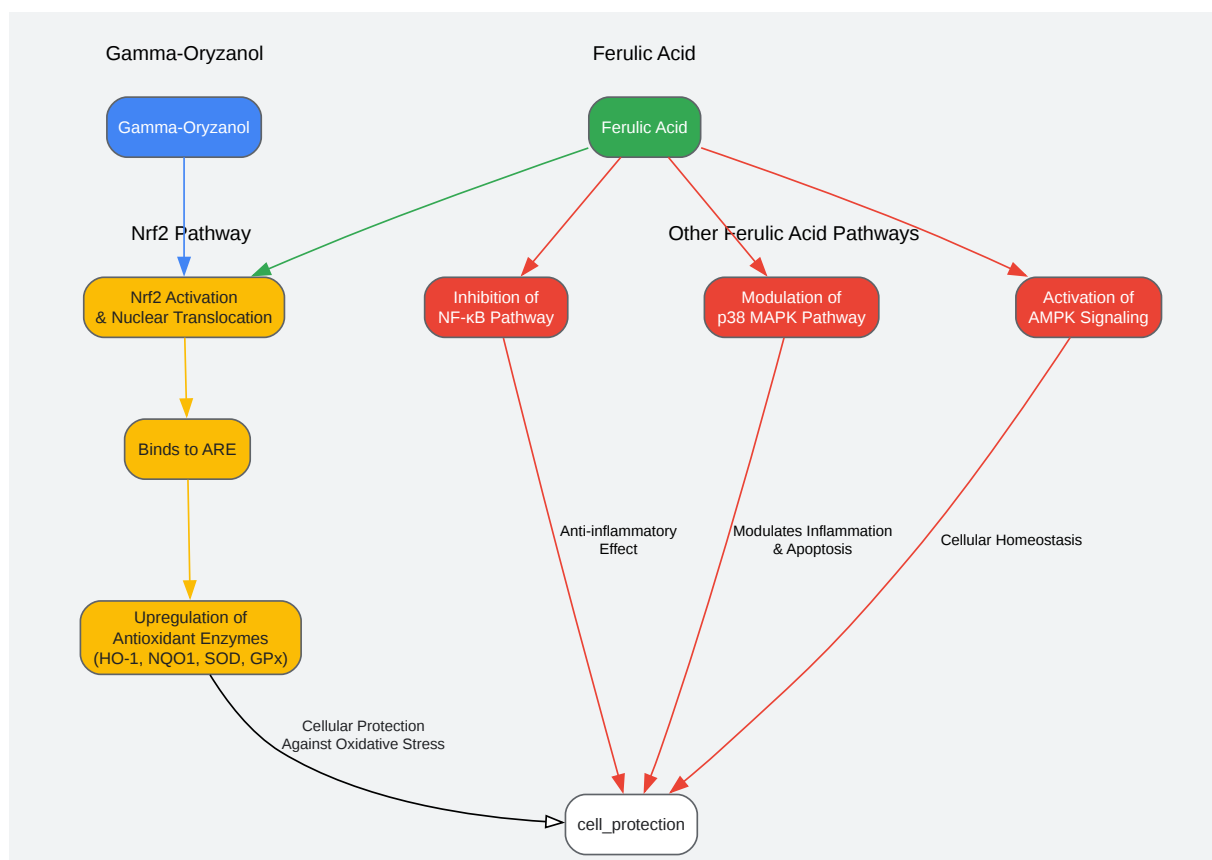 Gamma-Oryzanol
Ferulic Acid
Gamma-Oryzanol
Ferulic Acid
Nrf2 Pathway
Other Ferulic Acid Pathways
Nrf2 Activation
& Nuclear Translocation
Inhibition of
NF-κB Pathway
Modulation of
p38 MAPK Pathway
Activation of
AMPK Signaling
Binds to ARE
Anti-inflammatory
Effect
Modulates Inflammation
& Apoptosis
Cellular Homeostasis
Upregulation of
Antioxidant Enzymes
(HO-1, NQO1, SOD, GPx)
Cellular Protection
Against Oxidative Stress
cell_protection